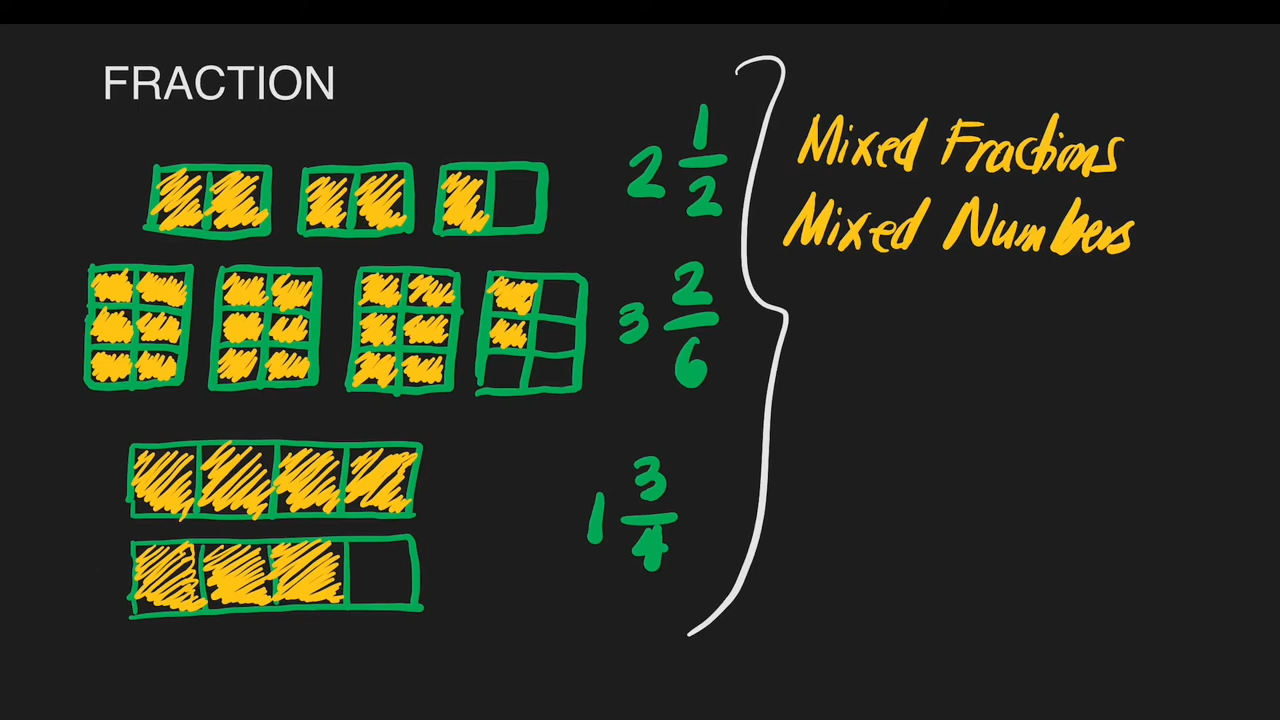 FRACTION
2 1/2
3 2/6
1 3/4
Mixed Fractions
Mixed Numbers